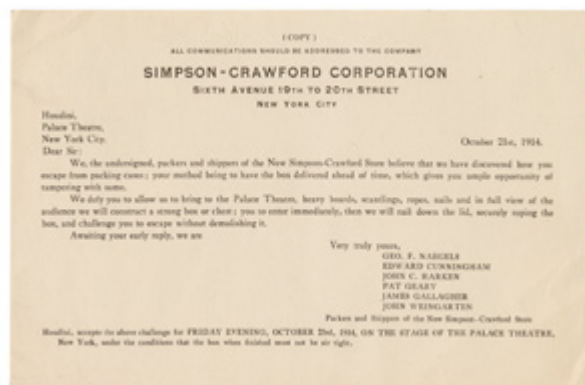 (COPY)
ALL COMMUNICATIONS SHOULD BE ADDRESSED TO THE COMPANY
SIMPSON-CRAWFORD CORPORATION
SIXTH AVENUE 19TH TO 20TH STREET
NEW YORK CITY
Houdini,
Palace Theatre,
New York City.
October 21st, 1914.
Dear Sir:
We, the undersigned, packers and shippers of the New Simpson-Crawford Store believe that we have discovered how you
escape from packing cases; your method being to have the box delivered ahead of time, which gives you ample opportunity of
tampering with same.
We defy you to allow us to bring to the Palace Theatre, heavy boards, scantlings, ropes, nails and in full view of the
audience we will construct a strong box or chest; you to enter immediately, then we will nail down the lid, securely roping the
box, and challenge you to escape without demolishing it.
Awaiting your early reply, we are
Very truly yours,
GEO. F. NAEGELI
EDWARD CUNNINGHAM
JOHN C. HARKEN
PAT GEARY
JAMES GALLAGHER
JOHN WEINGARTEN
Packers and Shippers of the New Simpson-Crawford Store
Houdini, accepts the above challenge for FRIDAY EVENING, OCTOBER 23rd, 1914, ON THE STAGE OF THE PALACE THEATRE,
New York, under the conditions that the box when finished must not be air tight.